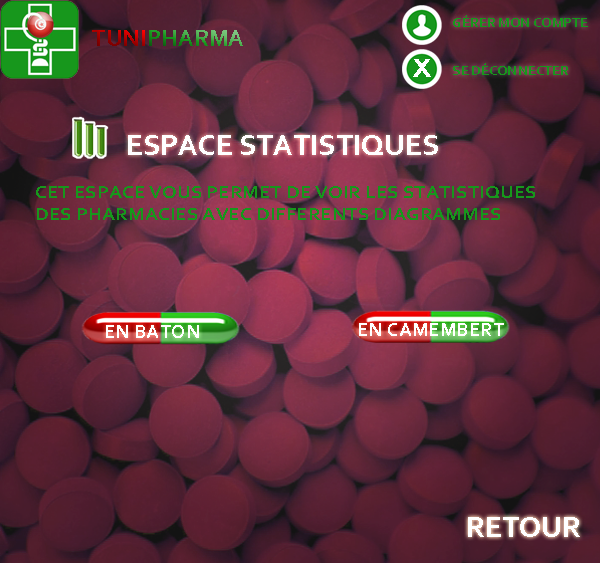 TUNIPHARMA
GÉRER MON COMPTE
X
SE DÉCONNECTER
ESPACE STATISTIQUES
CET ESPACE VOUS PERMET DE VOIR LES STATISTIQUES
DES PHARMACIES AVEC DIFFERENTS DIAGRAMMES
EN BATON
EN CAMEMBERT
RETOUR